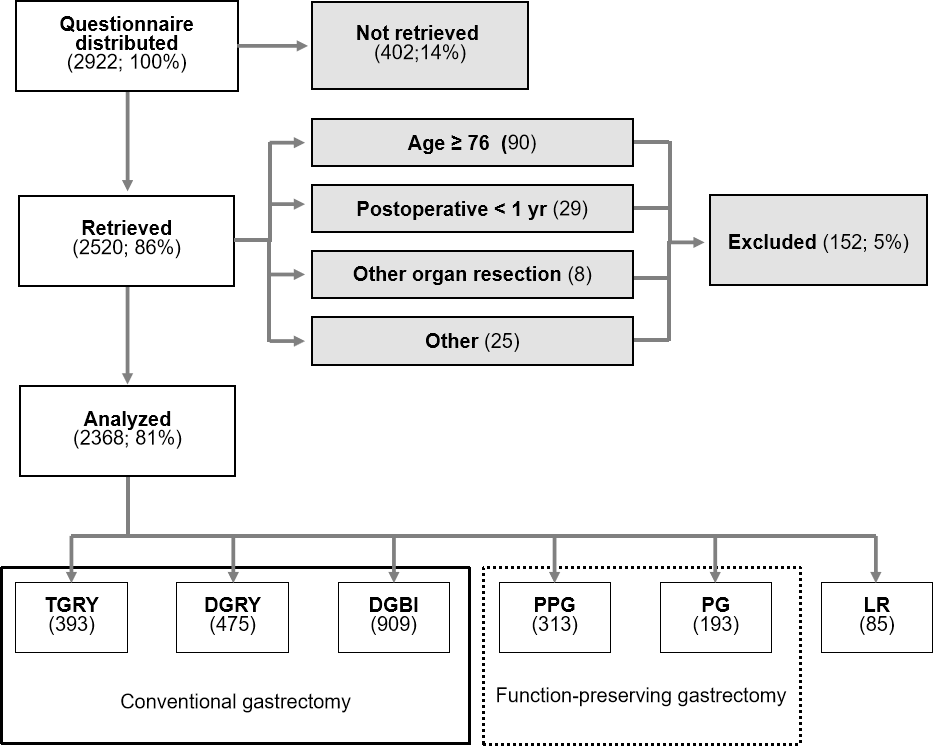 Questionnaire
distributed
(2922; 100%)
Not retrieved
(402;14%)
Age ≥ 76 (90)
Postoperative < 1 yr (29)
Retrieved
(2520; 86%)
Excluded (152; 5%)
Other organ resection (8)
Other (25)
Analyzed
(2368; 81%)
TGRY
(393)
DGRY
(475)
DGBI
(909)
PPG
(313)
PG
(193)
LR
(85)
Conventional gastrectomy
Function-preserving gastrectomy